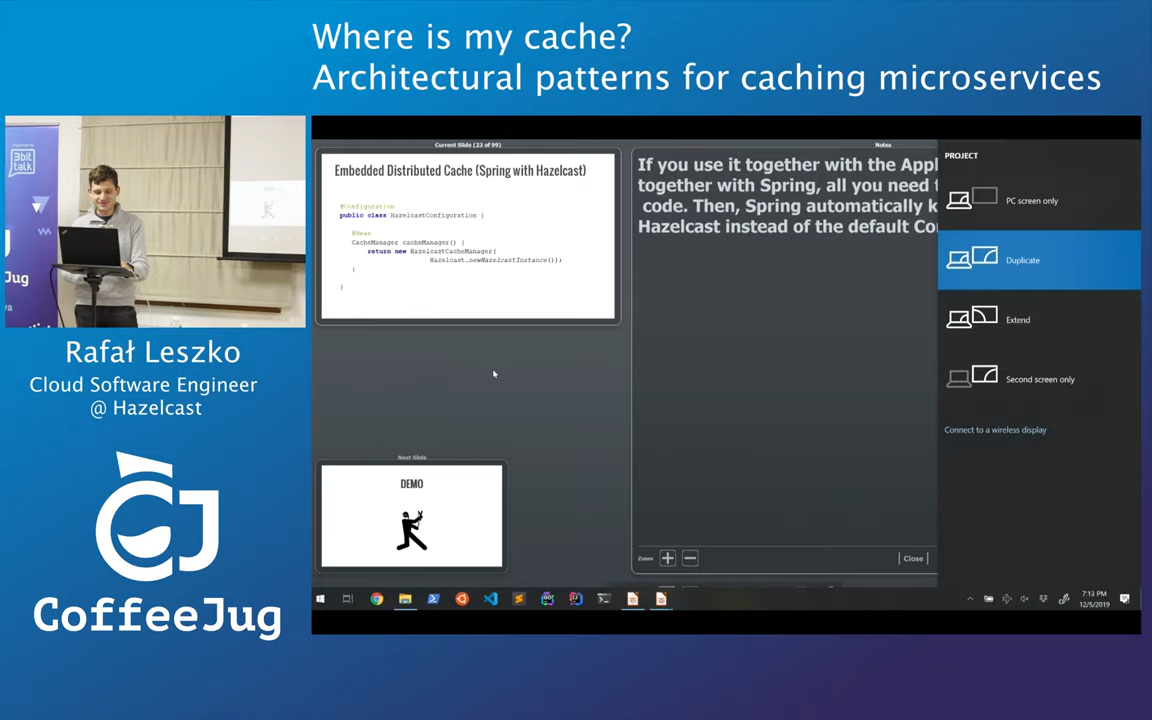 Where is my cache?
Architectural patterns for caching microservices
3bit
talk
Jug
Rafał Leszko
Cloud Software Engineer
@ Hazelcast
CJ
CoffeeJug
Current Slide (23 of 99)
Embedded Distributed Cache (Spring with Hazelcast)
@Configuration
public class HazelcastConfiguration {
@Bean
CacheManager cacheManager() {
return new HazelcastCacheManager(
Hazelcast.newHazelcastInstance());
}
}
Next Slide
DEMO
Notes
If you use it together with the Appl
together with Spring, all you need
code. Then, Spring automatically k
Hazelcast instead of the default Co
Zoom
Close
PROJECT
PC screen only
Duplicate
Extend
Second screen only
Connect to a wireless display
7:13 PM
12/5/2019